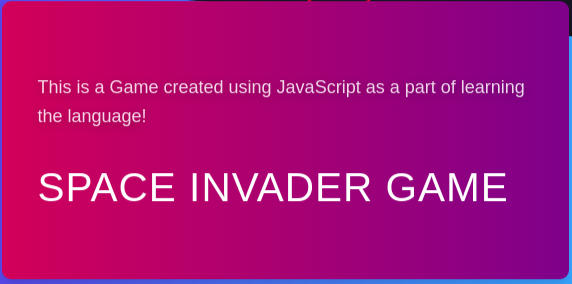 This is a Game created using JavaScript as a part of learning
the language!
SPACE INVADER GAME